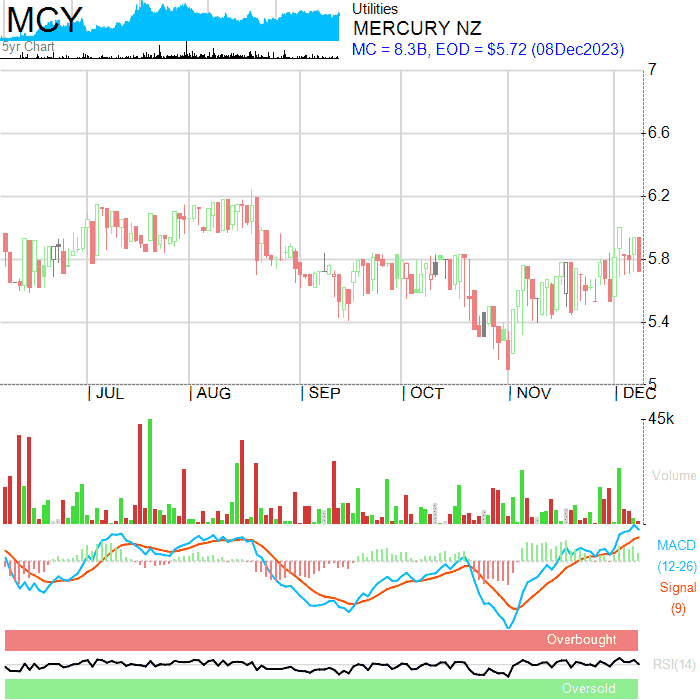 MCY
5yr Chart
Utilities
MERCURY NZ
MC = 8.3B, EOD = $5.72 (08Dec2023)
7
6.6
6.2
5.8
5.4
5
| JUL | AUG | SEP | OCT | NOV | DEC
45k
Volume
MACD
(12-26)
Signal
(9)
Overbought
RSI(14)
Oversold